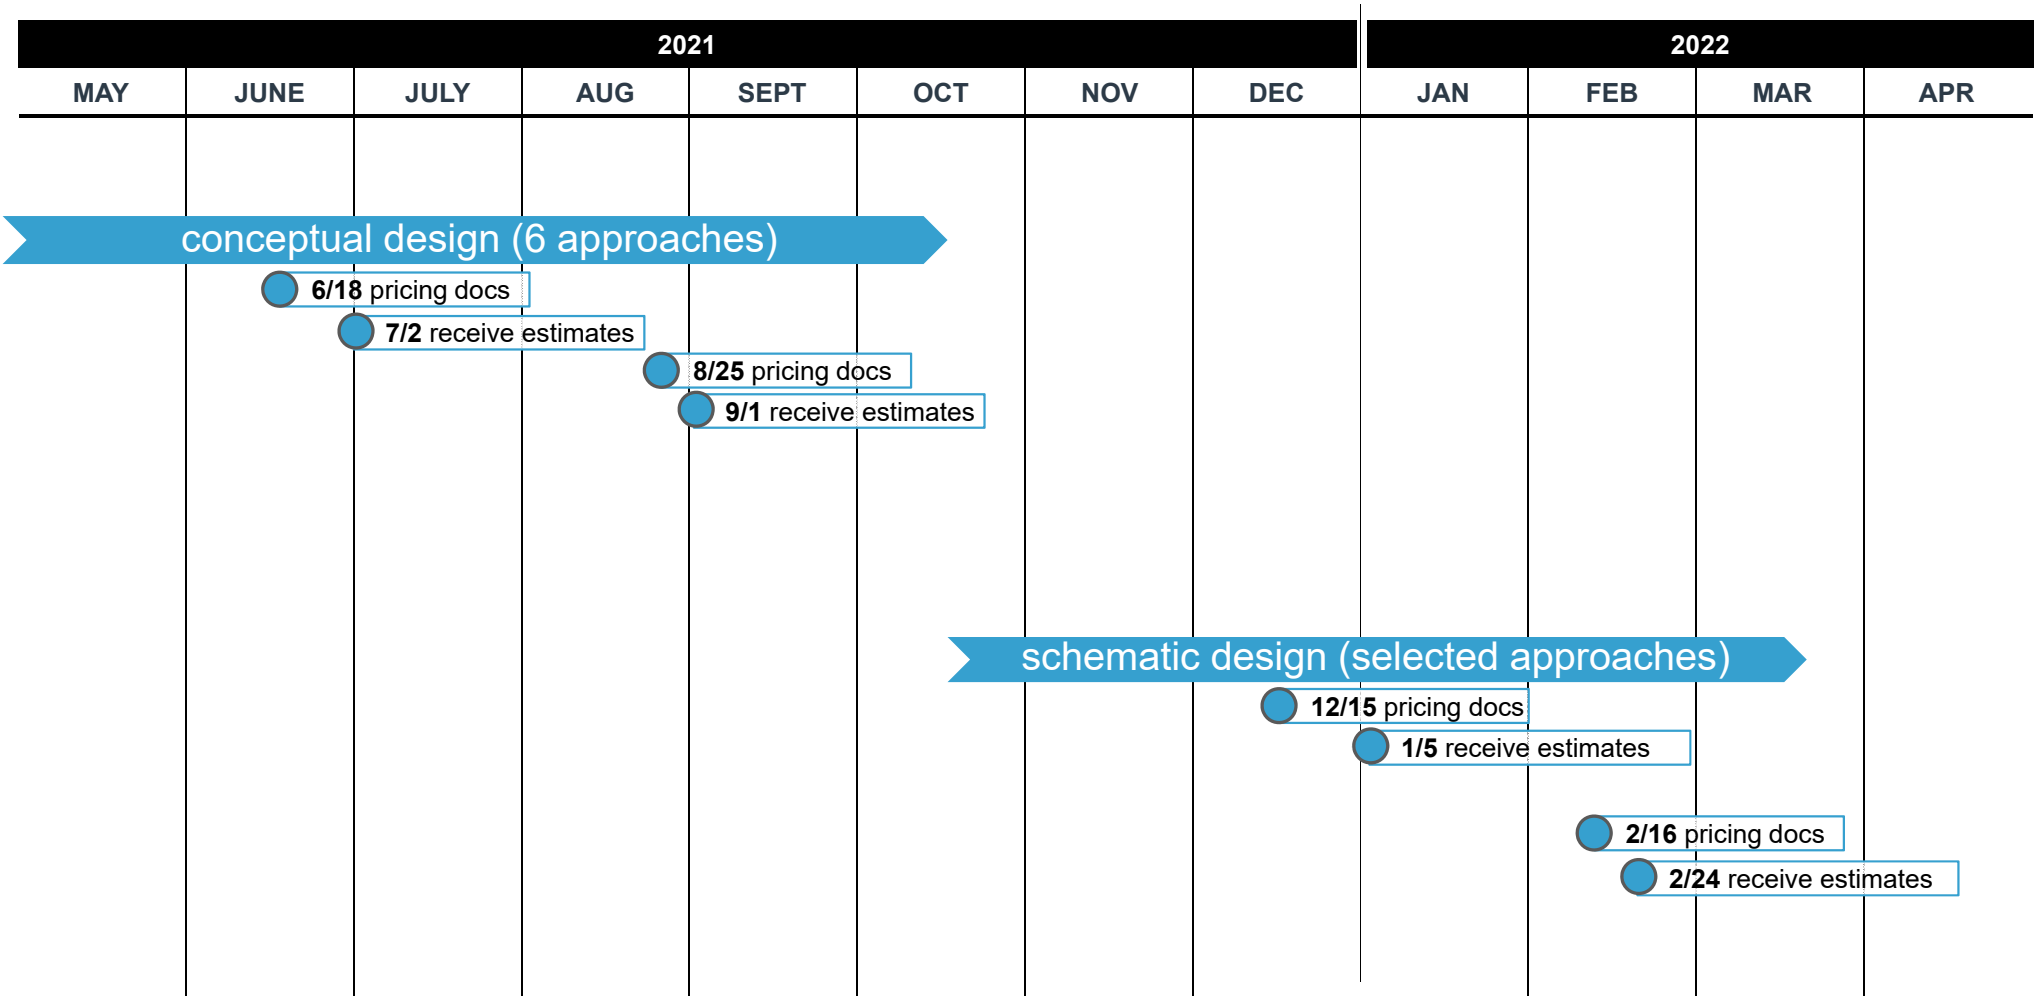 2021 2022
MAY JUNE JULY AUG SEPT OCT NOV DEC JAN FEB MAR APR
conceptual design (6 approaches)
6/18 pricing docs
7/2 receive estimates
8/25 pricing docs
9/1 receive estimates
schematic design (selected approaches)
12/15 pricing docs
1/5 receive estimates
2/16 pricing docs
2/24 receive estimates